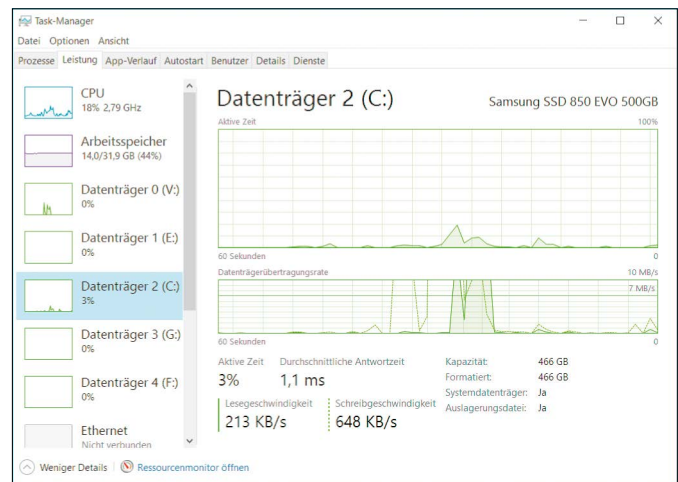 Task-Manager
Datei Optionen Ansicht
Prozesse Leistung App-Verlauf Autostart Benutzer Details Dienste
CPU
18% 2,79 GHz
Arbeitsspeicher
14,0/31,9 GB (44%)
Datenträger 0 (V:)
0%
Datenträger 1 (E:)
0%
Datenträger 2 (C:)
3%
Datenträger 3 (G:)
0%
Datenträger 4 (F:)
0%
Ethernet
Nicht verbunden
Datenträger 2 (C:) Samsung SSD 850 EVO 500GB
Aktive Zeit 100%
60 Sekunden 0
Datenträgerübertragungsrate 10 MB/s
7 MB/s
60 Sekunden 0
Aktive Zeit Durchschnittliche Antwortzeit
3% 1,1 ms
Lesegeschwindigkeit Schreibgeschwindigkeit
213 KB/s 648 KB/s
Kapazität: 466 GB
Formatiert: 466 GB
Systemdatenträger: Ja
Auslagerungsdatei: Ja
Weniger Details Ressourcenmonitor öffnen